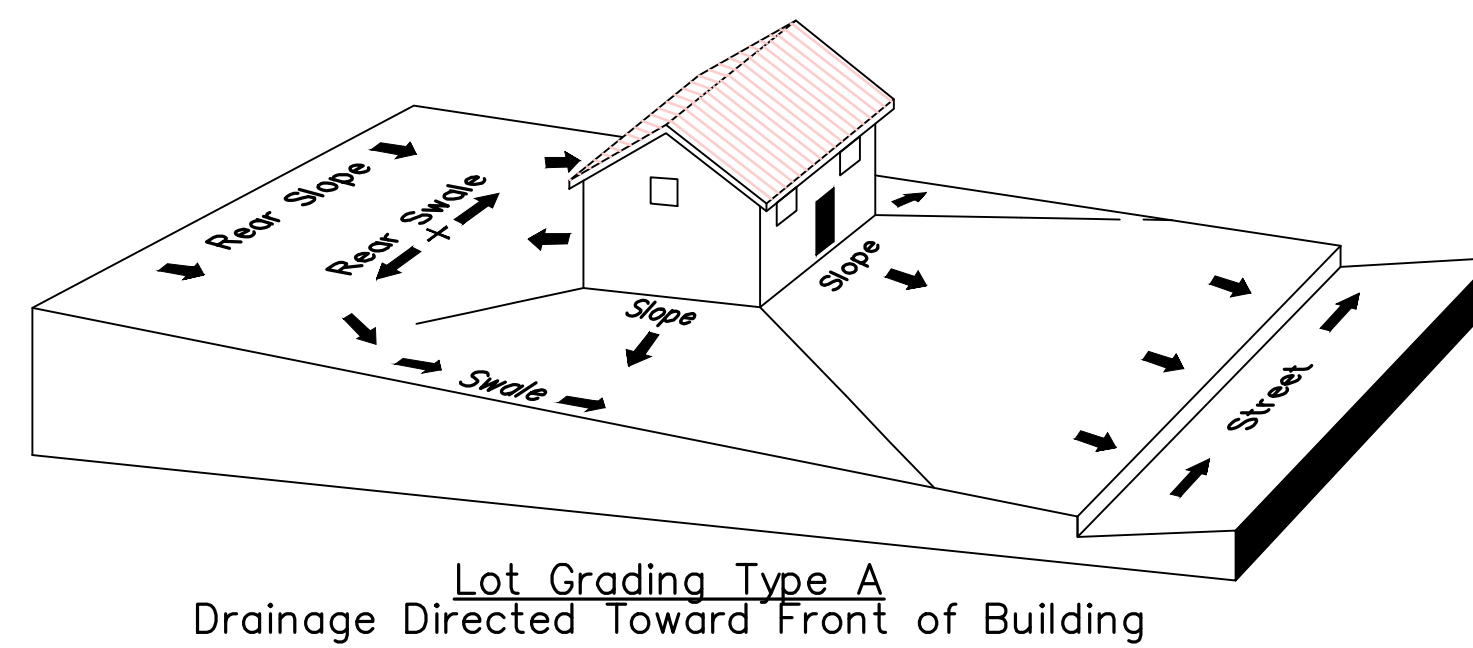 Rear Slope
Rear Swale
Slope
Slope
Swale
Street
Lot Grading Type A
Drainage Directed Toward Front of Building